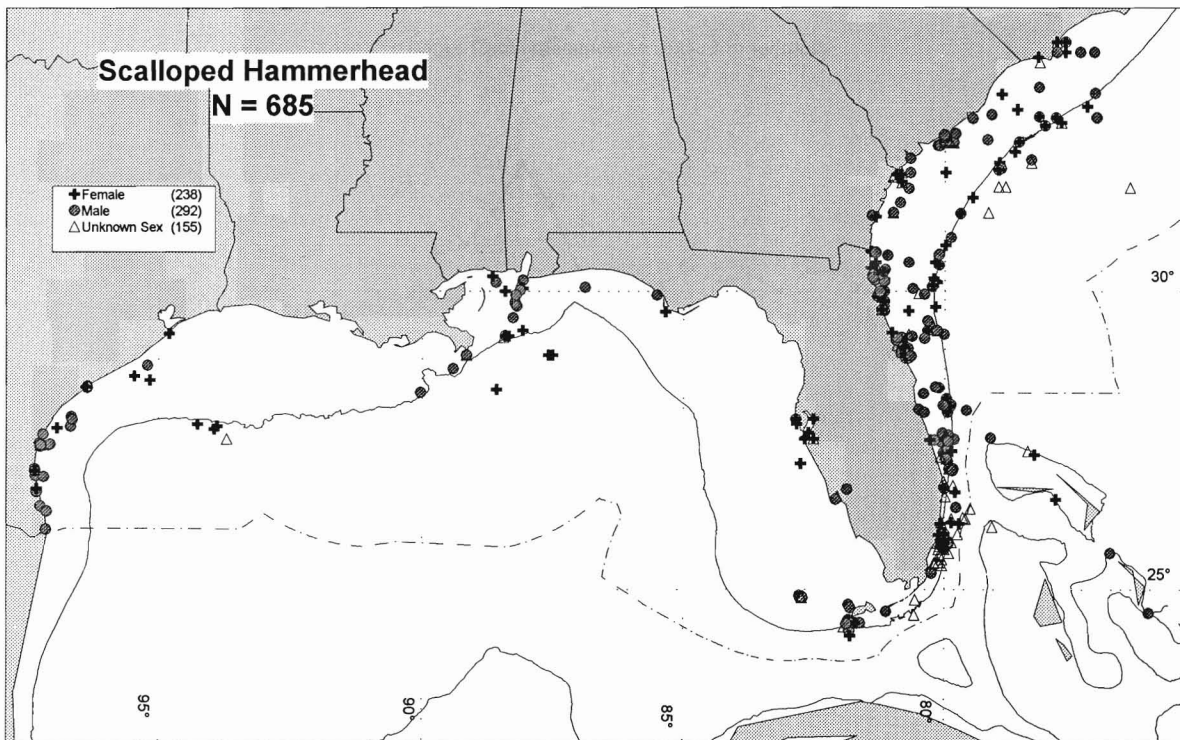 Scalloped Hammerhead
N = 685
Female (238)
Male (292)
Unknown Sex (155)
30°
25°
95°
90°
85°
80°